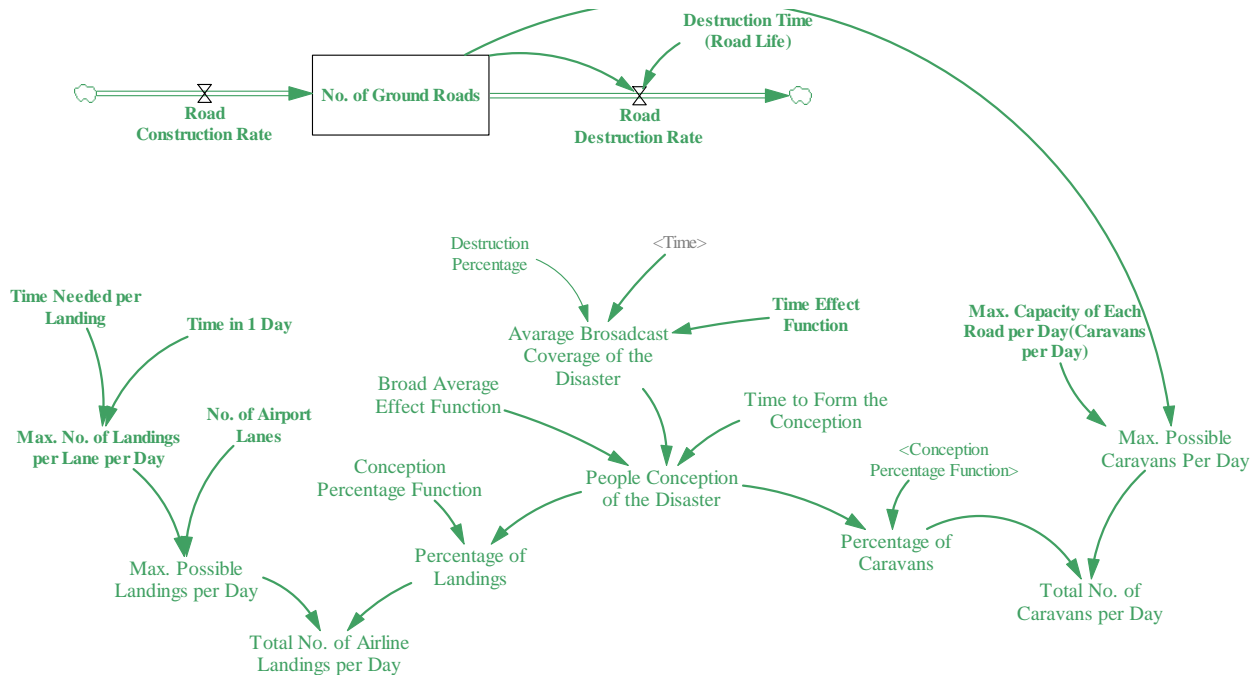 Destruction Time
(Road Life)
No. of Ground Roads
Road
Construction Rate
Road
Destruction Rate
Destruction
Percentage
<Time>
Time Needed per
Landing
Time in 1 Day
Time Effect
Function
Max. Capacity of Each
Road per Day(Caravans
per Day)
Avarage Brosadcast
Coverage of the
Disaster
Broad Average
Effect Function
Time to Form the
Conception
No. of Airport
Lanes
Max. No. of Landings
per Lane per Day
Max. Possible
Caravans Per Day
<Conception
Percentage Function>
Conception
Percentage Function
People Conception
of the Disaster
Percentage of
Caravans
Percentage of
Landings
Max. Possible
Landings per Day
Total No. of
Caravans per Day
Total No. of Airline
Landings per Day